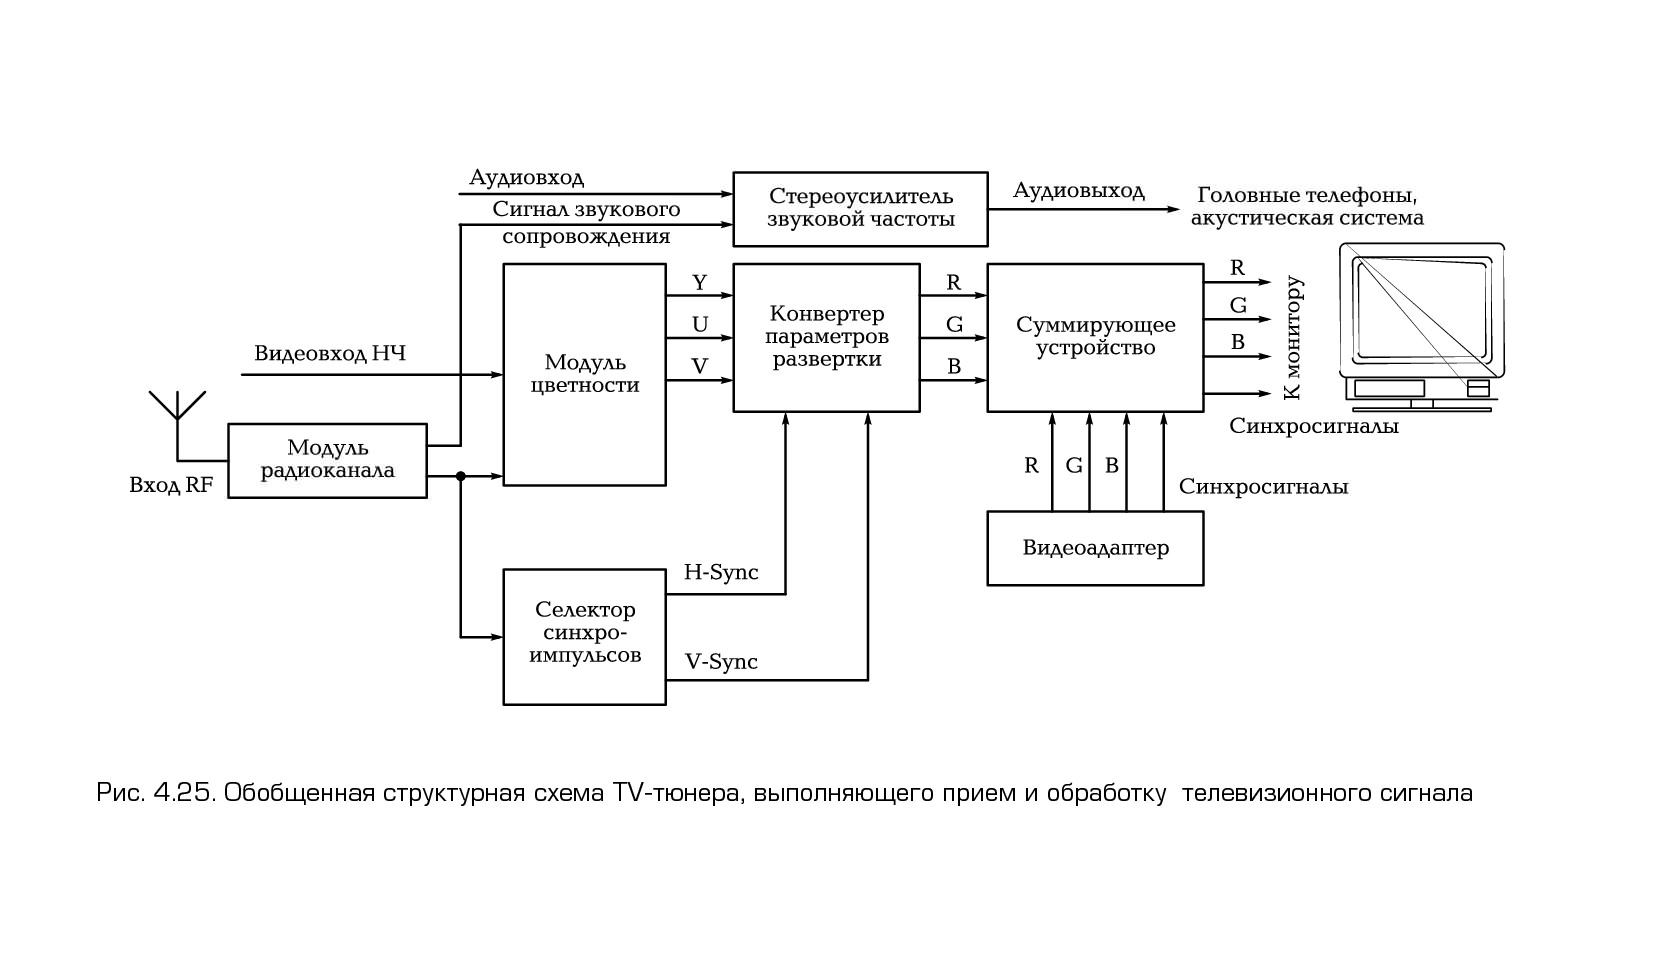 Аудиовход
Сигнал звукового
сопровождения
Стереоусилитель
звуковой частоты
Аудиовыход
Головные телефоны,
акустическая система
Видеовход НЧ
Вход RF
Модуль
радиоканала
Модуль
цветности
Y
U
V
Конвертер
параметров
развертки
R
G
B
Суммирующее
устройство
R
G
B
К монитору
Синхросигналы
R
G
B
Синхросигналы
Видеоадаптер
Селектор
синхро-
импульсов
H-Sync
V-Sync
Рис. 4.25. Обобщенная структурная схема TV-тюнера, выполняющего прием и обработку телевизионного сигнала